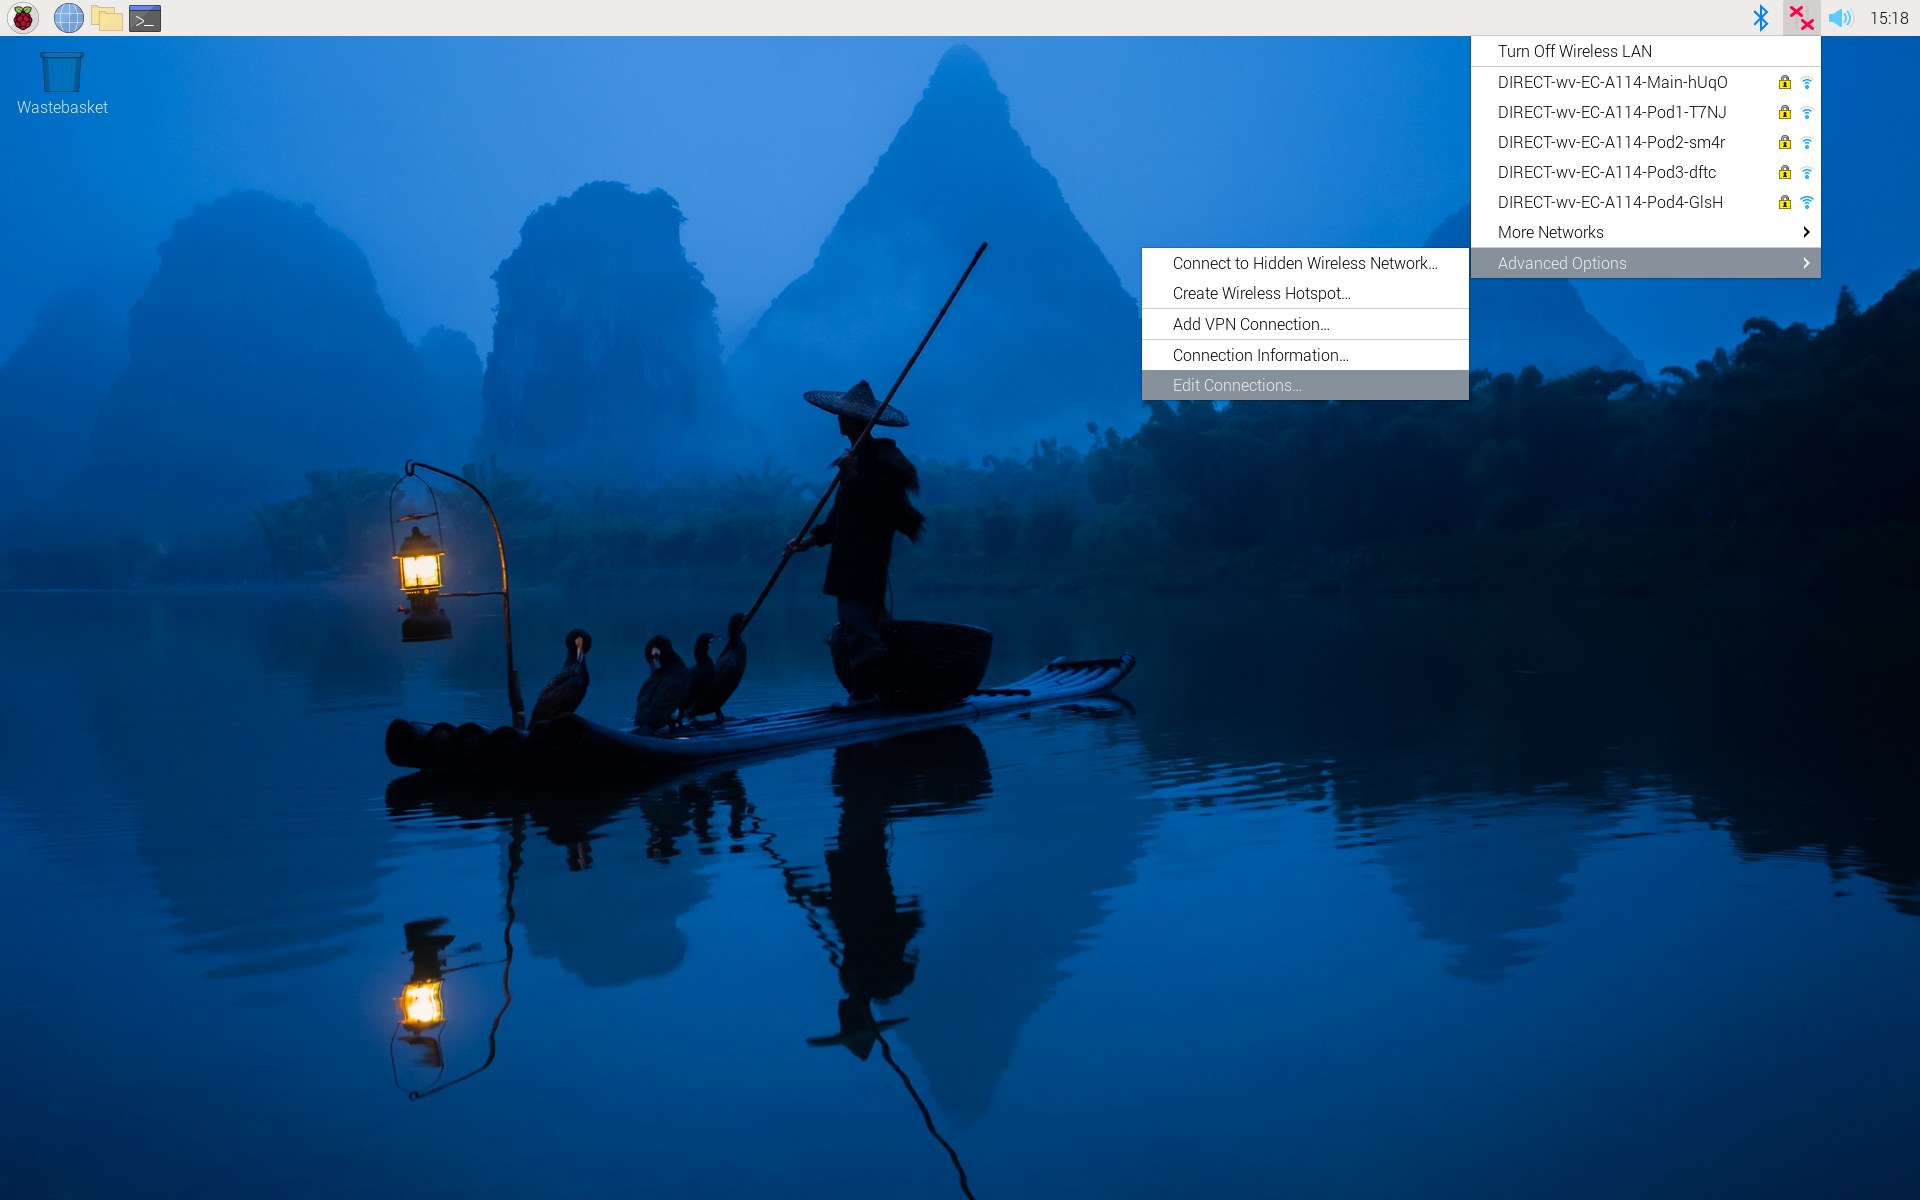 15:18
Wastebasket
Turn Off Wireless LAN
DIRECT-wv-EC-A114-Main-hUqO
DIRECT-wv-EC-A114-Pod1-T7NJ
DIRECT-wv-EC-A114-Pod2-sm4r
DIRECT-wv-EC-A114-Pod3-dftc
DIRECT-wv-EC-A114-Pod4-GlsH
More Networks
Advanced Options
Connect to Hidden Wireless Network...
Create Wireless Hotspot...
Add VPN Connection...
Connection Information...
Edit Connections...